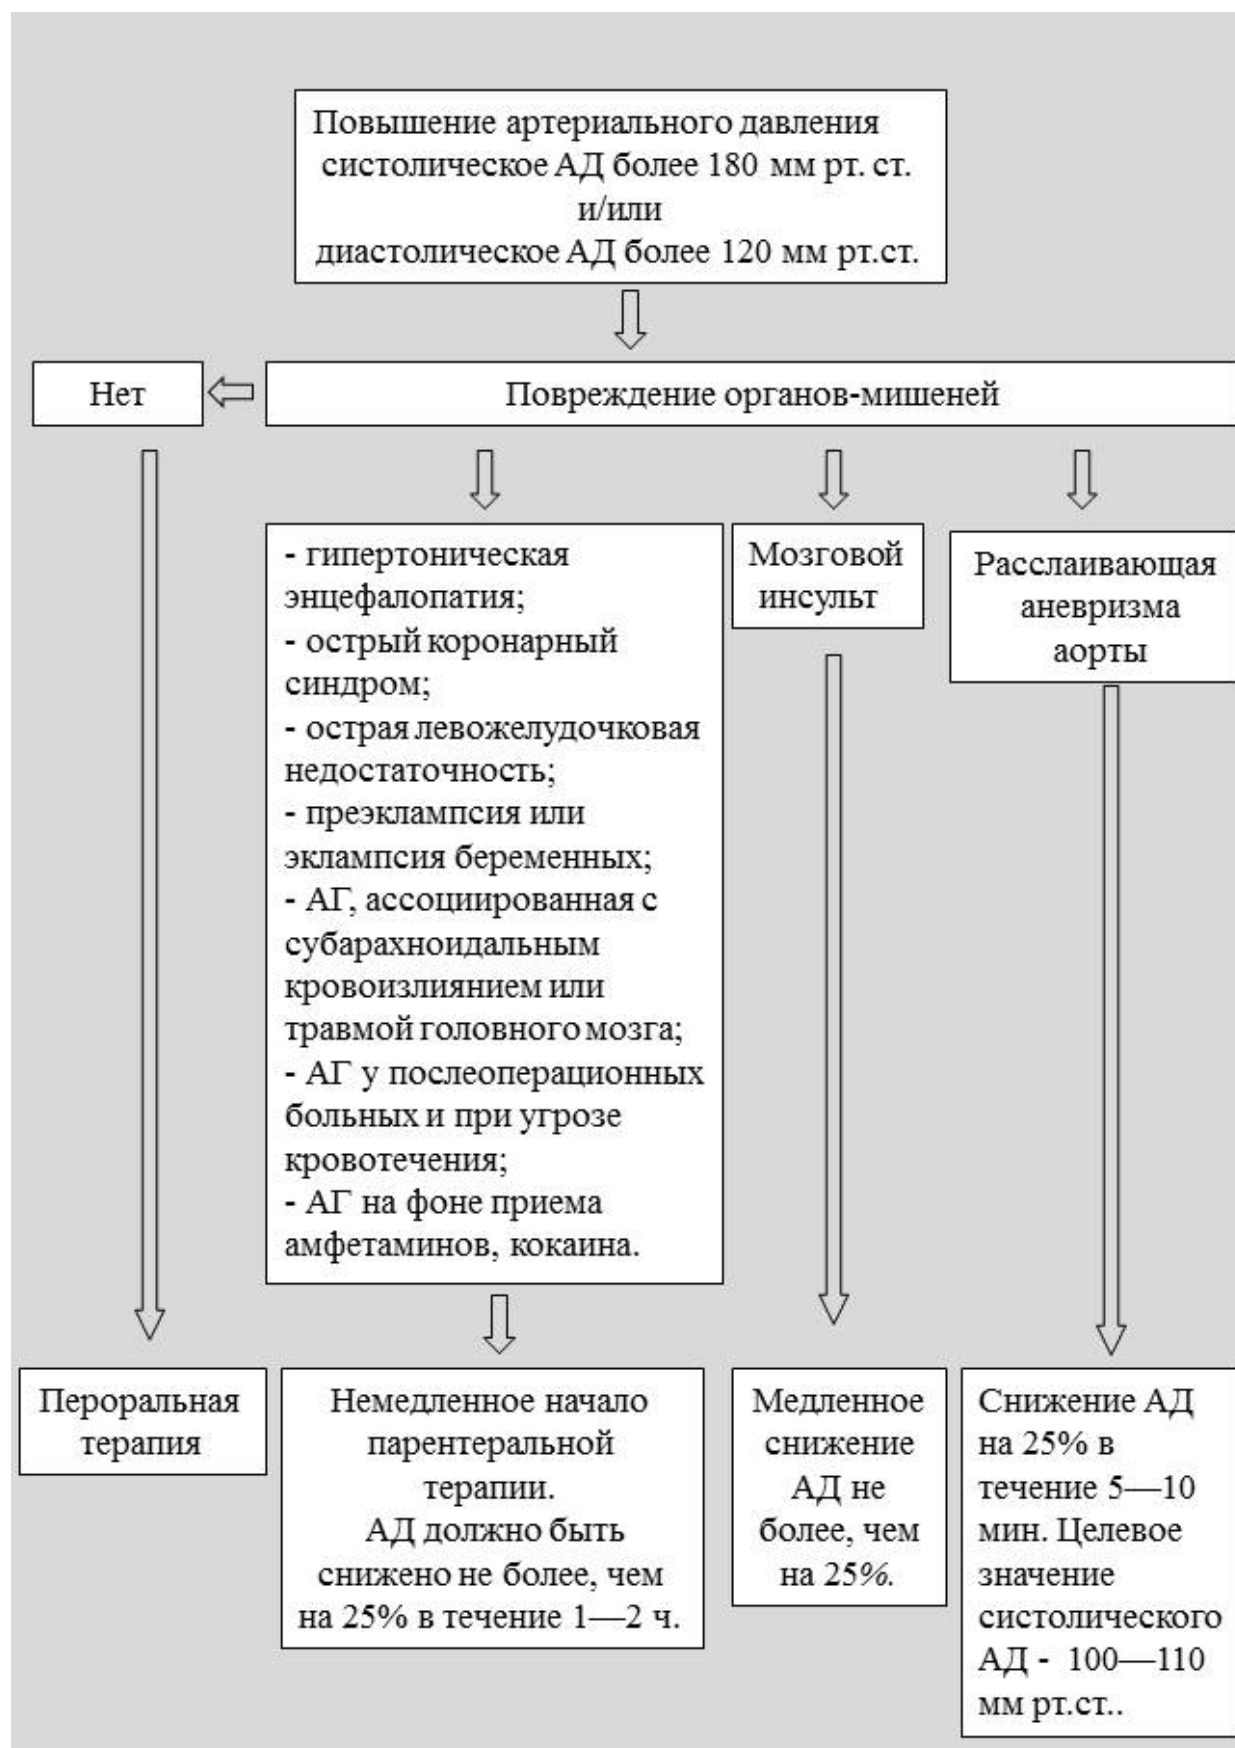 Повышение артериального давления
систолическое АД более 180 мм рт. ст.
и/или
диастолическое АД более 120 мм рт.ст.
Нет
Повреждение органов-мишеней
- гипертоническая
энцефалопатия;
- острый коронарный
синдром;
- острая левожелудочковая
недостаточность;
- преэклампсия или
эклампсия беременных;
- АГ, ассоциированная с
субарахноидальным
кровоизлиянием или
травмой головного мозга;
- АГ у послеоперационных
больных и при угрозе
кровотечения;
- АГ на фоне приема
амфетаминов, кокаина.
Мозговой
инсульт
Расслаивающая
аневризма
аорты
Пероральная
терапия
Немедленное начало
парентеральной
терапии.
АД должно быть
снижено не более, чем
на 25% в течение 1—2 ч.
Медленное
снижение
АД не
более, чем
на 25%.
Снижение АД
на 25% в
течение 5—10
мин. Целевое
значение
систолического
АД - 100—110
мм рт.ст..